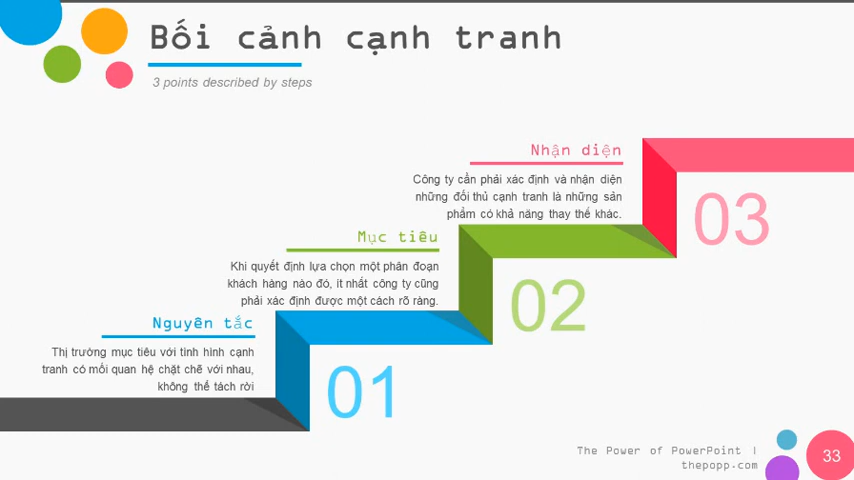 Bối cảnh cạnh tranh
3 points described by steps
Nhận diện
Công ty cần phải xác định và nhận diện
những đối thủ cạnh tranh là những sản
phẩm có khả năng thay thế khác.
03
Mục tiêu
Khi quyết định lựa chọn một phân đoạn
khách hàng nào đó, ít nhất công ty cũng
phải xác định được một cách rõ ràng.
02
Nguyên tắc
Thị trường mục tiêu với tình hình cạnh
tranh có mối quan hệ chặt chẽ với nhau,
không thể tách rời
01
The Power of PowerPoint |
thepopp.com
33